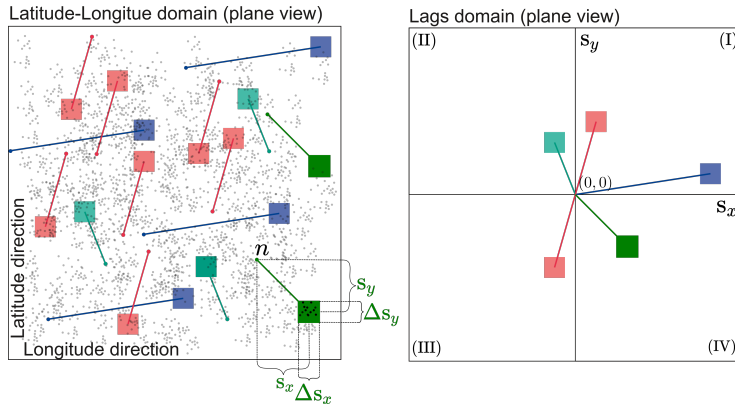 Latitude-Longitue domain (plane view)
Lags domain (plane view)
(II)
s_y
(I)
(0,0)
s_x
n
Latitude direction
s_y
Δs_y
Longitude direction
(III)
(IV)
s_x
Δs_x